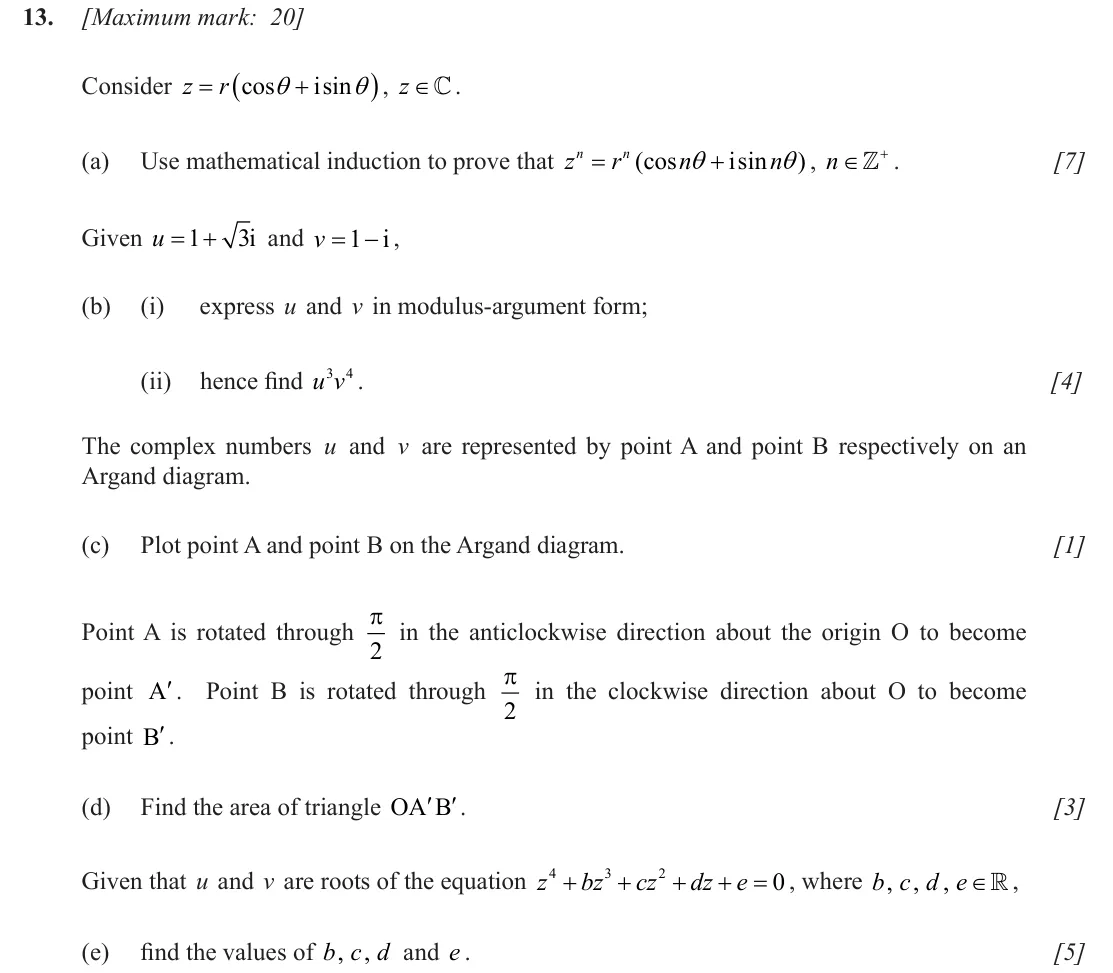 13. [Maximum mark: 20]
Consider z = r(cosθ + isinθ), z ∈ ℂ.
(a) Use mathematical induction to prove that zⁿ = rⁿ (cosnθ + isinnθ), n ∈ ℤ⁺. [7]
Given u = 1 + √3i and v = 1 − i,
(b) (i) express u and v in modulus-argument form;
(ii) hence find u³v⁴. [4]
The complex numbers u and v are represented by point A and point B respectively on an
Argand diagram.
(c) Plot point A and point B on the Argand diagram. [1]
Point A is rotated through π/2 in the anticlockwise direction about the origin O to become
point A′. Point B is rotated through π/2 in the clockwise direction about O to become
point B′.
(d) Find the area of triangle OA′B′. [3]
Given that u and v are roots of the equation z⁴ + bz³ + cz² + dz + e = 0, where b, c, d, e ∈ ℝ,
(e) find the values of b, c, d and e. [5]